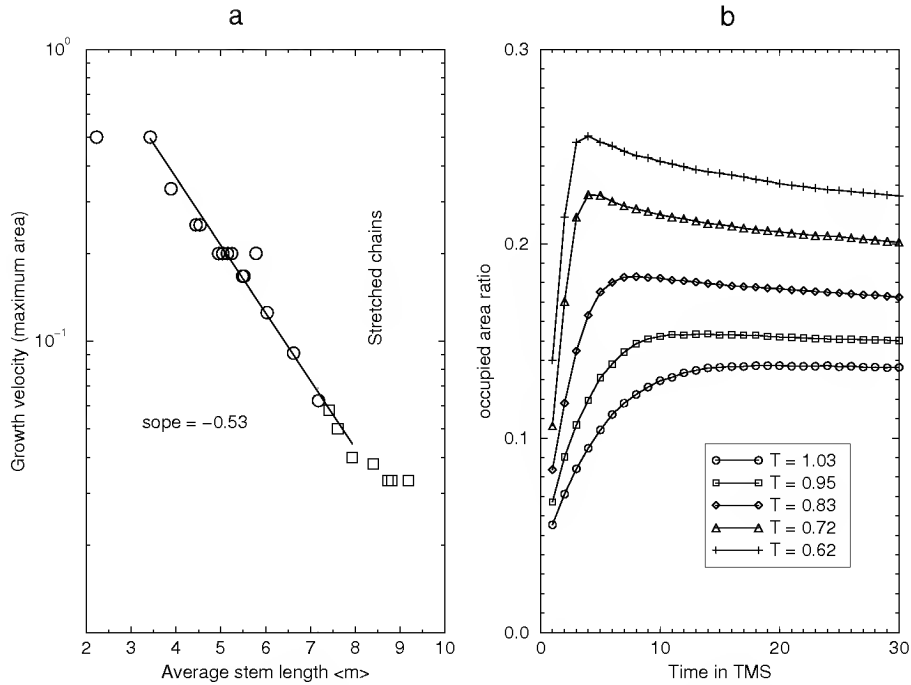 a
10⁰
10⁻¹
Growth velocity (maximum area)
Stretched chains
sope = −0.53
2 3 4 5 6 7 8 9 10
Average stem length <m>
b
0.3
0.2
0.1
0.0
occupied area ratio
T = 1.03
T = 0.95
T = 0.83
T = 0.72
T = 0.62
0 10 20 30
Time in TMS